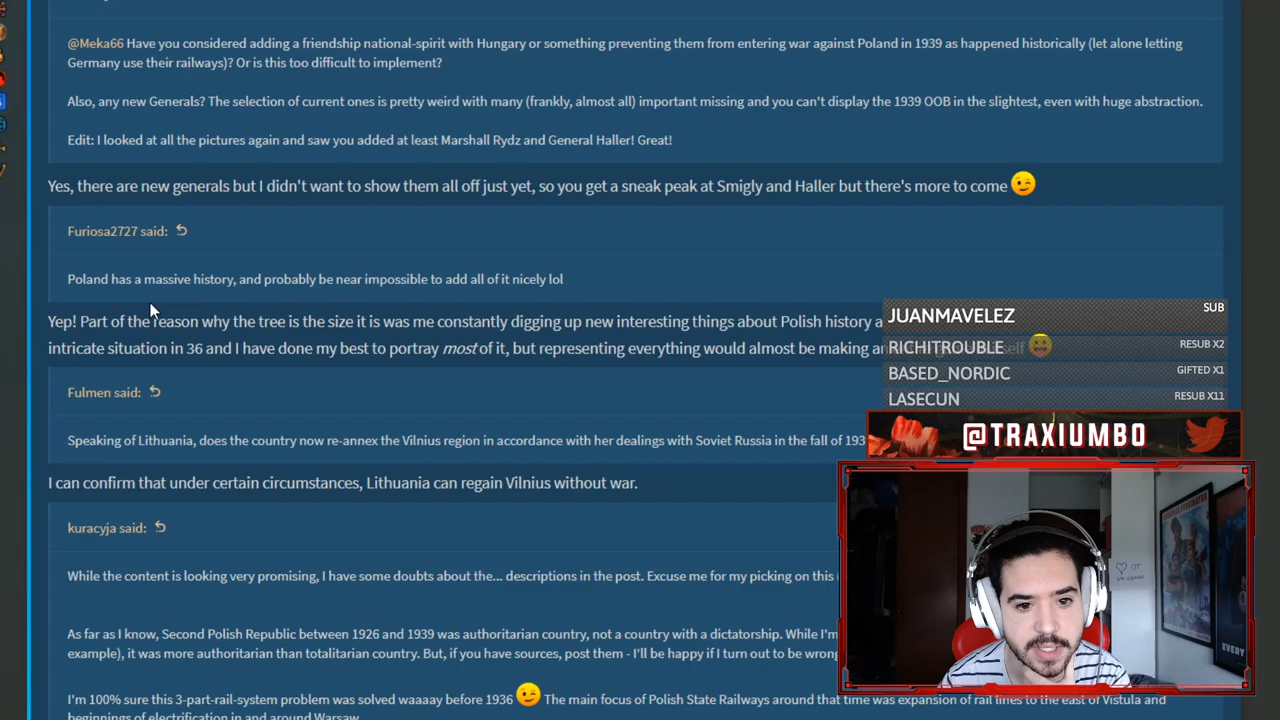 @Meka66 Have you considered adding a friendship national-spirit with Hungary or something preventing them from entering war against Poland in 1939 as happened historically (let alone letting
Germany use their railways)? Or is this too difficult to implement?
Also, any new Generals? The selection of current ones is pretty weird with many (frankly, almost all) important missing and you can't display the 1939 OOB in the slightest, even with huge abstraction.
Edit: I looked at all the pictures again and saw you added at least Marshall Rydz and General Haller! Great!
Yes, there are new generals but I didn't want to show them all off just yet, so you get a sneak peak at Smigly and Haller but there's more to come
Furiosa2727 said:
Poland has a massive history, and probably be near impossible to add all of it nicely lol
Yep! Part of the reason why the tree is the size it is was me constantly digging up new interesting things about Polish history a
intricate situation in 36 and I have done my best to portray most of it, but representing everything would almost be making an
JUANMAVELEZ SUB
RICHITROUBLE RESUB X2
BASED_NORDIC GIFTED X1
LASECUN RESUB X11
@TRAXIUMBO
Fulmen said:
Speaking of Lithuania, does the country now re-annex the Vilnius region in accordance with her dealings with Soviet Russia in the fall of 193
I can confirm that under certain circumstances, Lithuania can regain Vilnius without war.
kuracyja said:
While the content is looking very promising, I have some doubts about the... descriptions in the post. Excuse me for my picking on this
As far as I know, Second Polish Republic between 1926 and 1939 was authoritarian country, not a country with a dictatorship. While I'm
example), it was more authoritarian than totalitarian country. But, if you have sources, post them - I'll be happy if I turn out to be wrong
I'm 100% sure this 3-part-rail-system problem was solved waaaay before 1936 The main focus of Polish State Railways around that time was expansion of rail lines to the east of Vistula and
beginnings of electrification in and around Warsaw